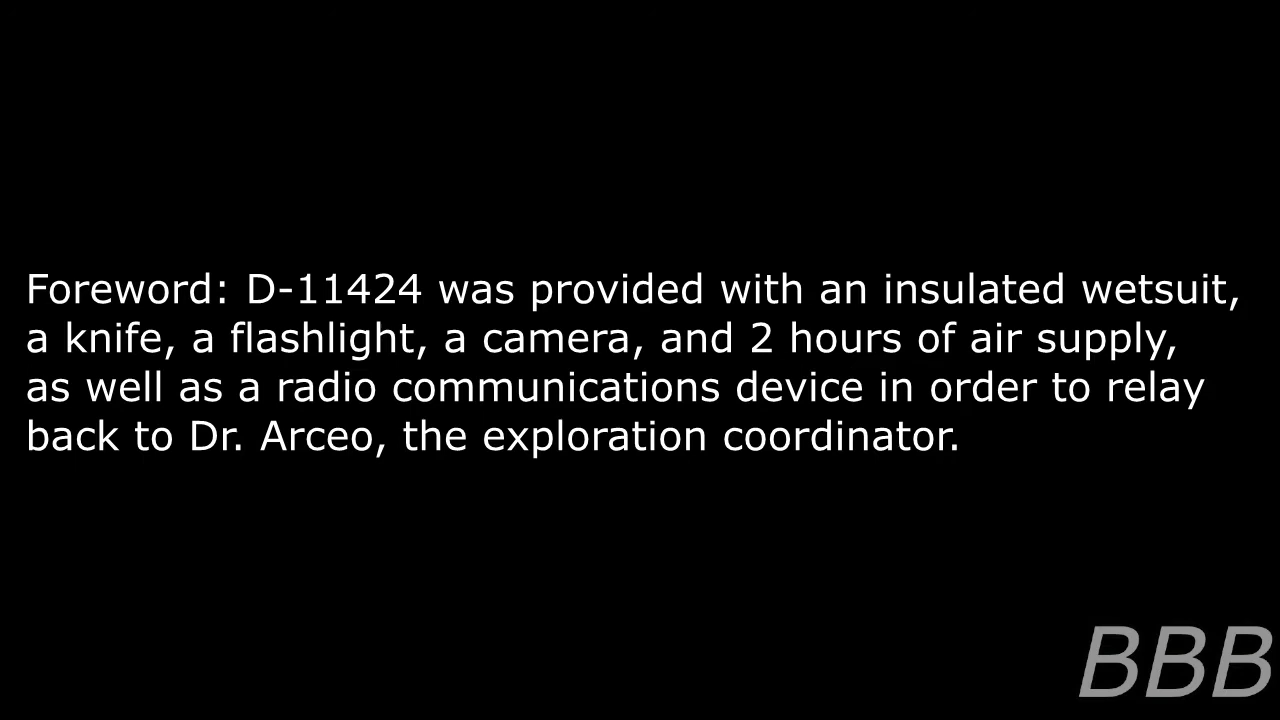 Foreword: D-11424 was provided with an insulated wetsuit,
a knife, a flashlight, a camera, and 2 hours of air supply,
as well as a radio communications device in order to relay
back to Dr. Arceo, the exploration coordinator.
BBB